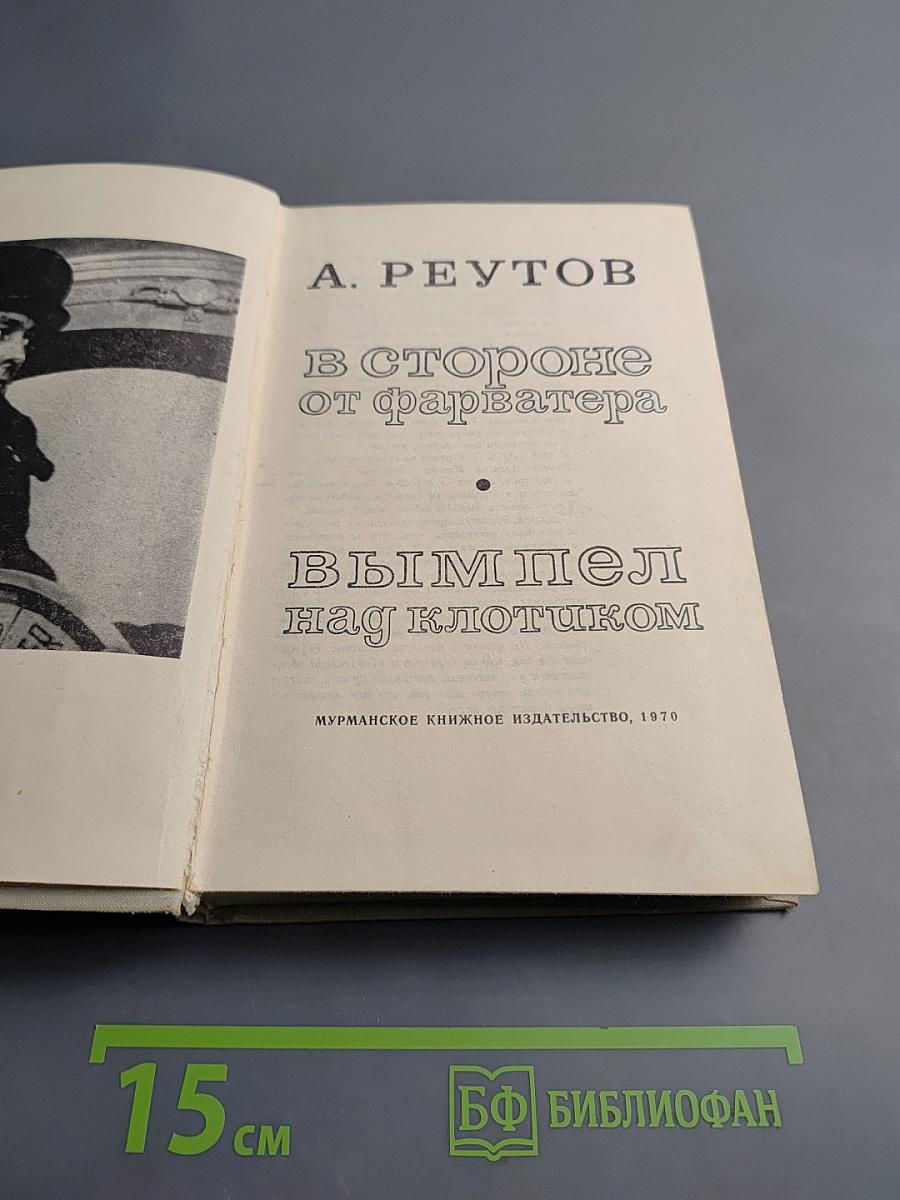 А. РЕУТОВ
В СТОРОНЕ
ОТ фарватера
ВЫМПЕЛ
над клотиком
МУРМАНСКОЕ КНИЖНОЕ ИЗДАТЕЛЬСТВО, 1970
15 СМ
БФ БИБЛИОФАН